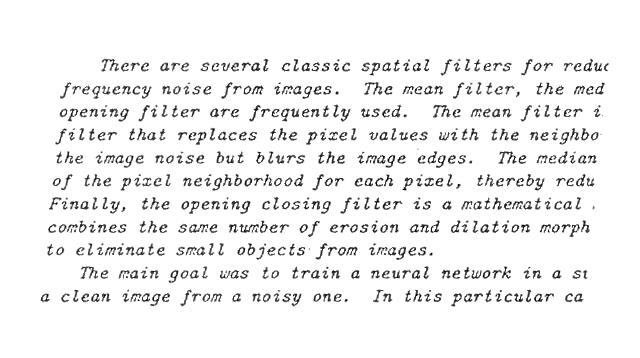 There are several classic spatial filters for reduc
frequency noise from images. The mean filter, the med
opening filter are frequently used. The mean filter i
filter that replaces the pixel values with the neighbo
the image noise but blurs the image edges. The median
of the pixel neighborhood for each pixel, thereby redu
Finally, the opening closing filter is a mathematical
combines the same number of erosion and dilation morph
to eliminate small objects from images.
The main goal was to train a neural network in a st
a clean image from a noisy one. In this particular ca